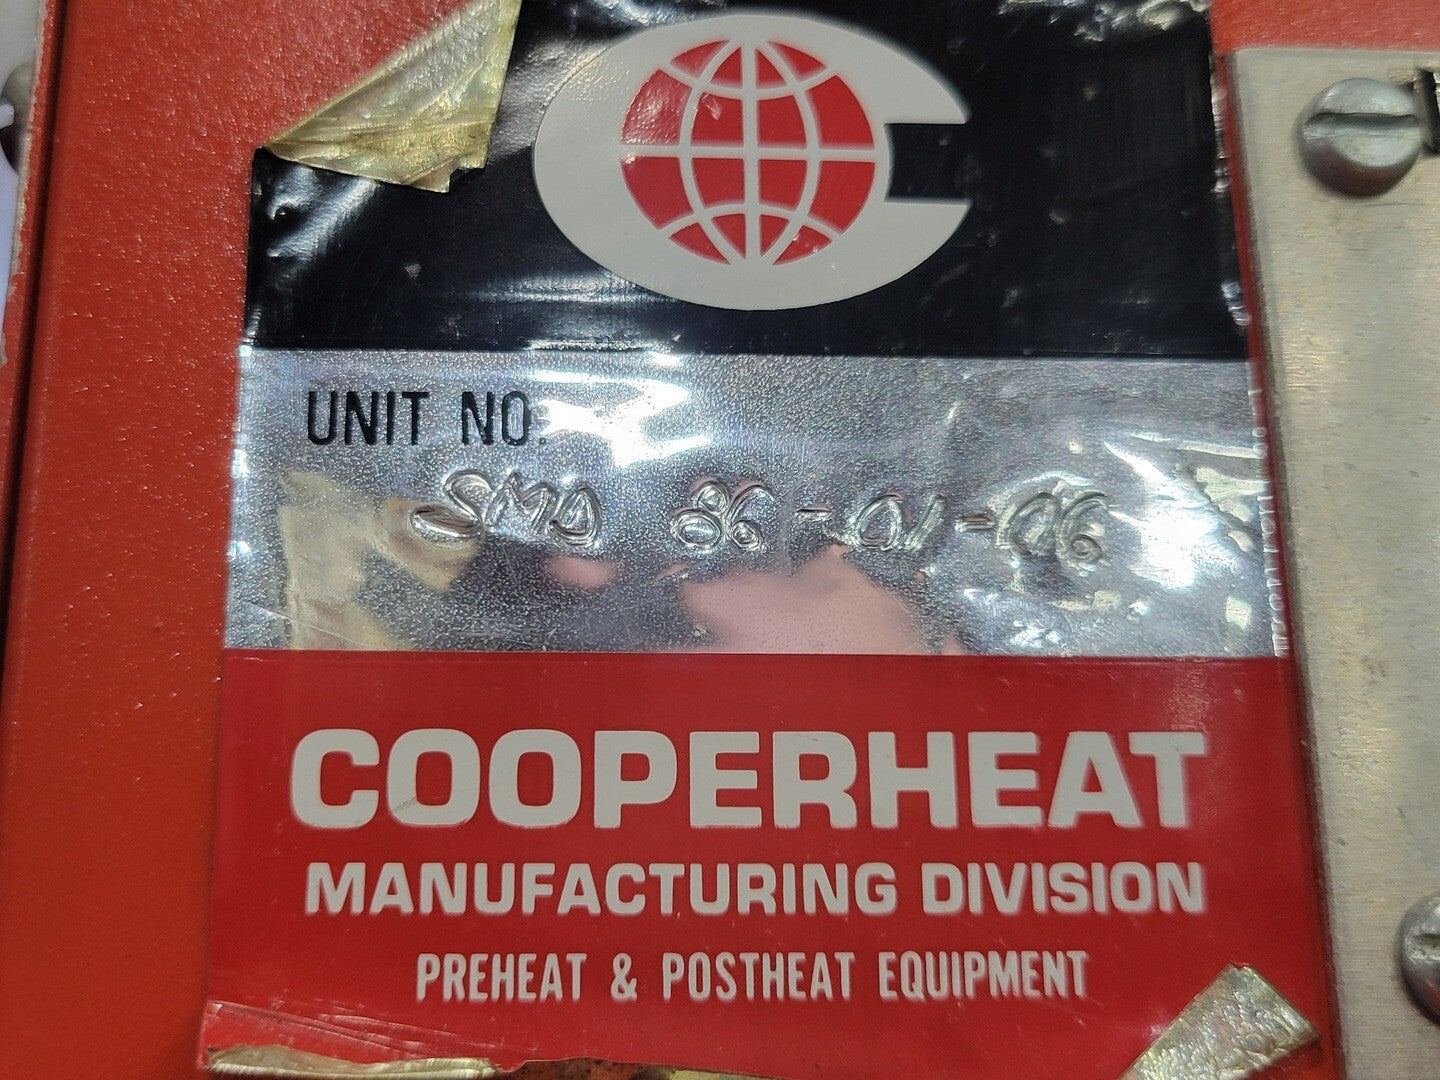 UNIT NO.
SMD 86-01-06
COOPERHEAT
MANUFACTURING DIVISION
PREHEAT & POSTHEAT EQUIPMENT